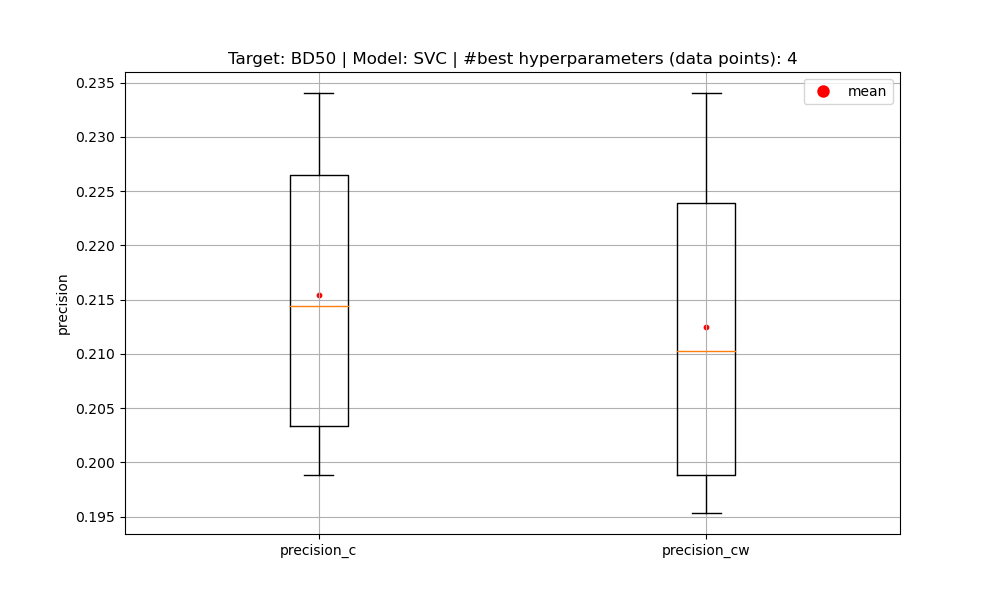 Target: BD50 | Model: SVC | #best hyperparameters (data points): 4
mean
0.235
0.230
0.225
0.220
0.215
0.210
0.205
0.200
0.195
precision
precision_c
precision_cw